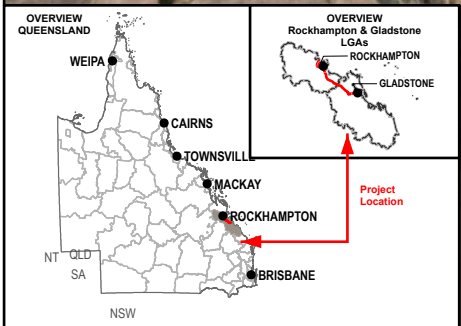 OVERVIEW
QUEENSLAND
WEIPA
CAIRNS
TOWNSVILLE
MACKAY
ROCKHAMPTON
BRISBANE
NT QLD
SA
NSW
OVERVIEW
Rockhampton & Gladstone
LGAs
ROCKHAMPTON
GLADSTONE
Project
Location